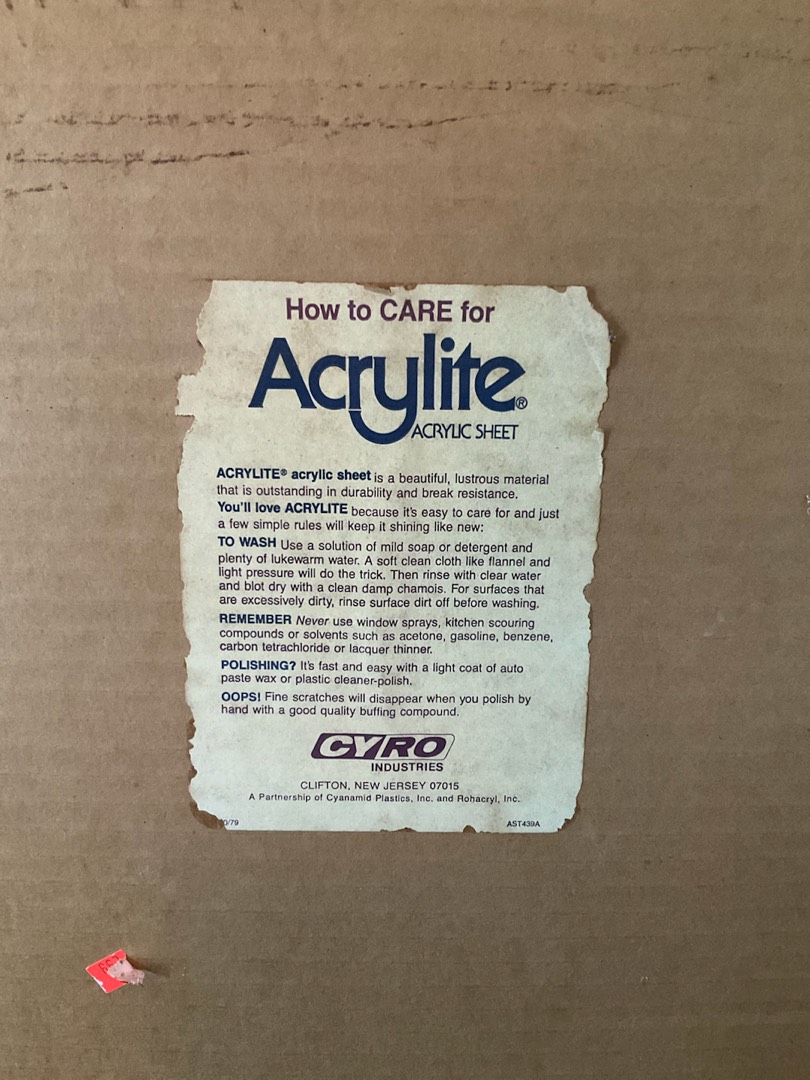 How to CARE for
Acrylite®
ACRYLIC SHEET
ACRYLITE® acrylic sheet is a beautiful, lustrous material
that is outstanding in durability and break resistance.
You'll love ACRYLITE because it's easy to care for and just
a few simple rules will keep it shining like new:
TO WASH Use a solution of mild soap or detergent and
plenty of lukewarm water. A soft clean cloth like flannel and
light pressure will do the trick. Then rinse with clear water
and blot dry with a clean damp chamois. For surfaces that
are excessively dirty, rinse surface dirt off before washing.
REMEMBER Never use window sprays, kitchen scouring
compounds or solvents such as acetone, gasoline, benzene,
carbon tetrachloride or lacquer thinner.
POLISHING? It's fast and easy with a light coat of auto
paste wax or plastic cleaner-polish.
OOPS! Fine scratches will disappear when you polish by
hand with a good quality buffing compound.
CYRO
INDUSTRIES
CLIFTON, NEW JERSEY 07015
A Partnership of Cyanamid Plastics, Inc. and Rohacryl, Inc.
0/79 AST439A